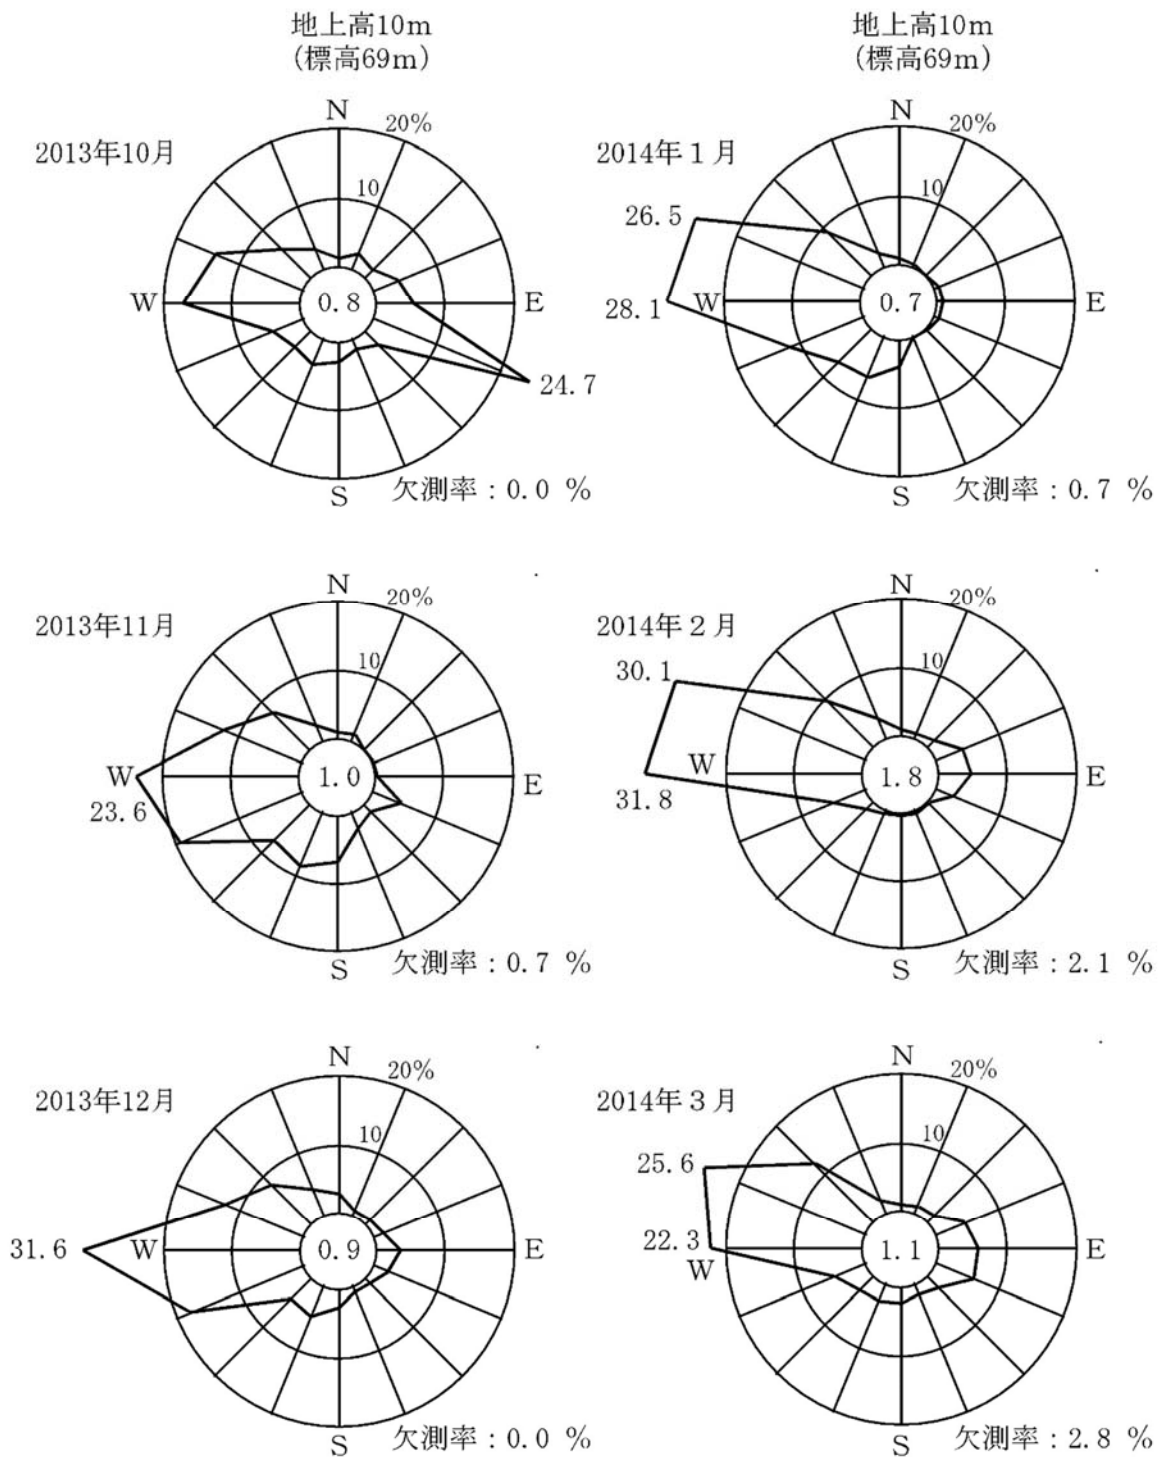 地上高10m
(標高69m)
地上高10m
(標高69m)
2013年10月
N
20%
10
W
0.8
E
24.7
S
欠測率：0.0 %
2014年１月
N
20%
10
26.5
W
28.1
0.7
E
S
欠測率：0.7 %
2013年11月
N
20%
10
W
23.6
1.0
E
S
欠測率：0.7 %
2014年２月
N
20%
10
30.1
W
31.8
1.8
E
S
欠測率：2.1 %
2013年12月
N
20%
10
31.6
W
0.9
E
S
欠測率：0.0 %
2014年３月
N
20%
10
25.6
22.3
W
1.1
E
S
欠測率：2.8 %